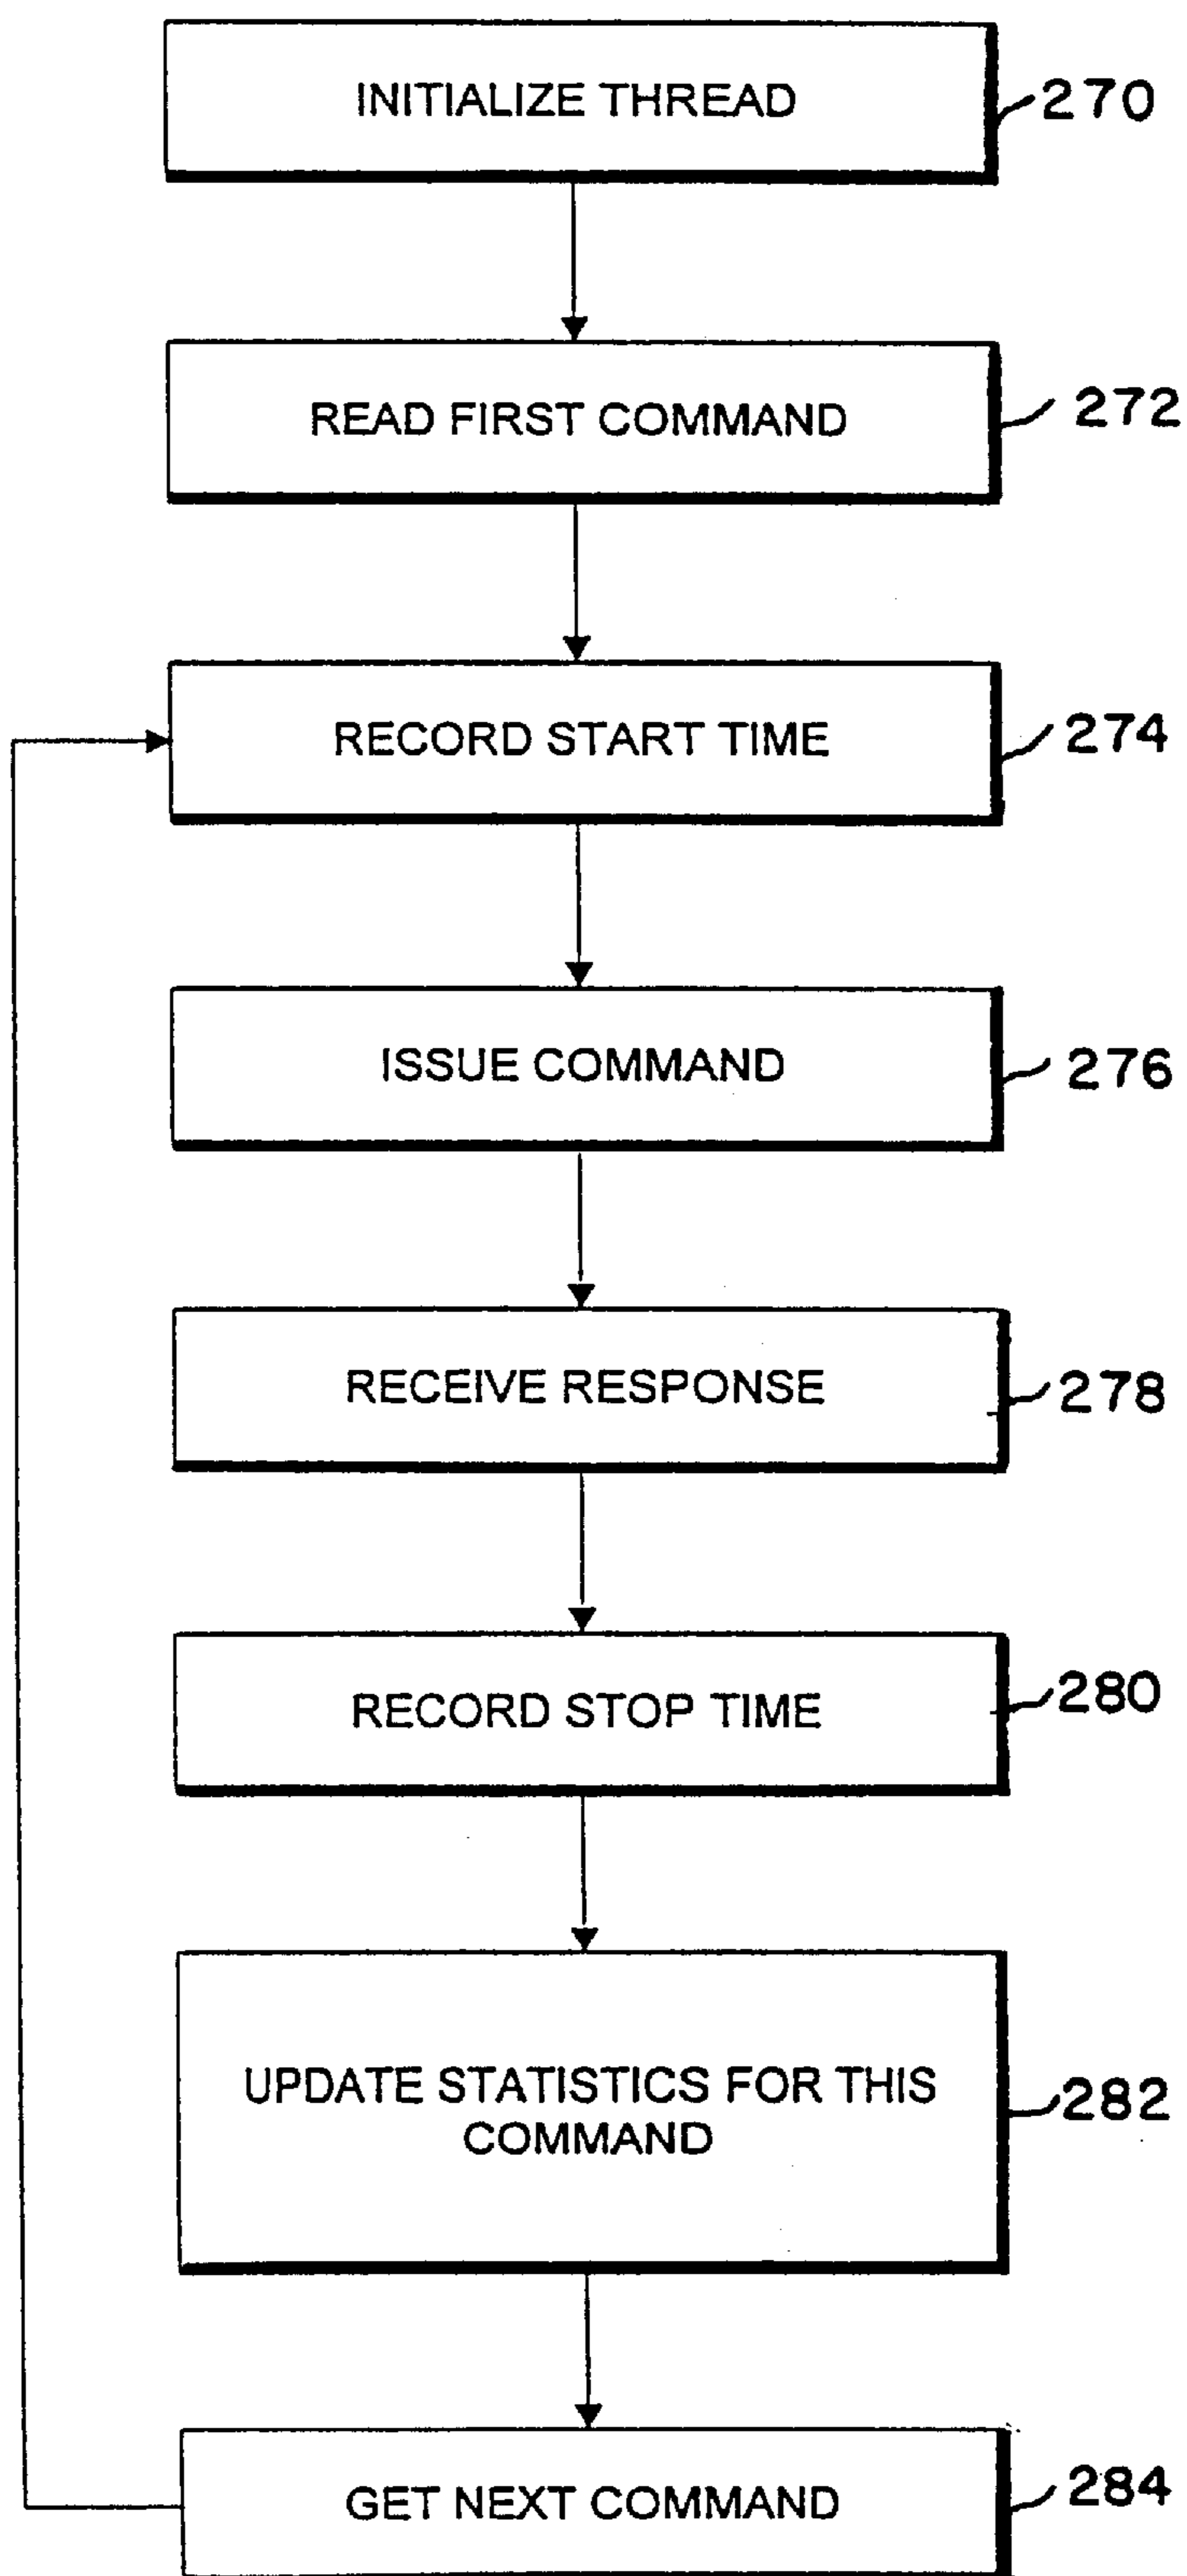 INITIALIZE THREAD
270
READ FIRST COMMAND
272
RECORD START TIME
274
ISSUE COMMAND
276
RECEIVE RESPONSE
278
RECORD STOP TIME
280
UPDATE STATISTICS FOR THIS
COMMAND
282
GET NEXT COMMAND
284